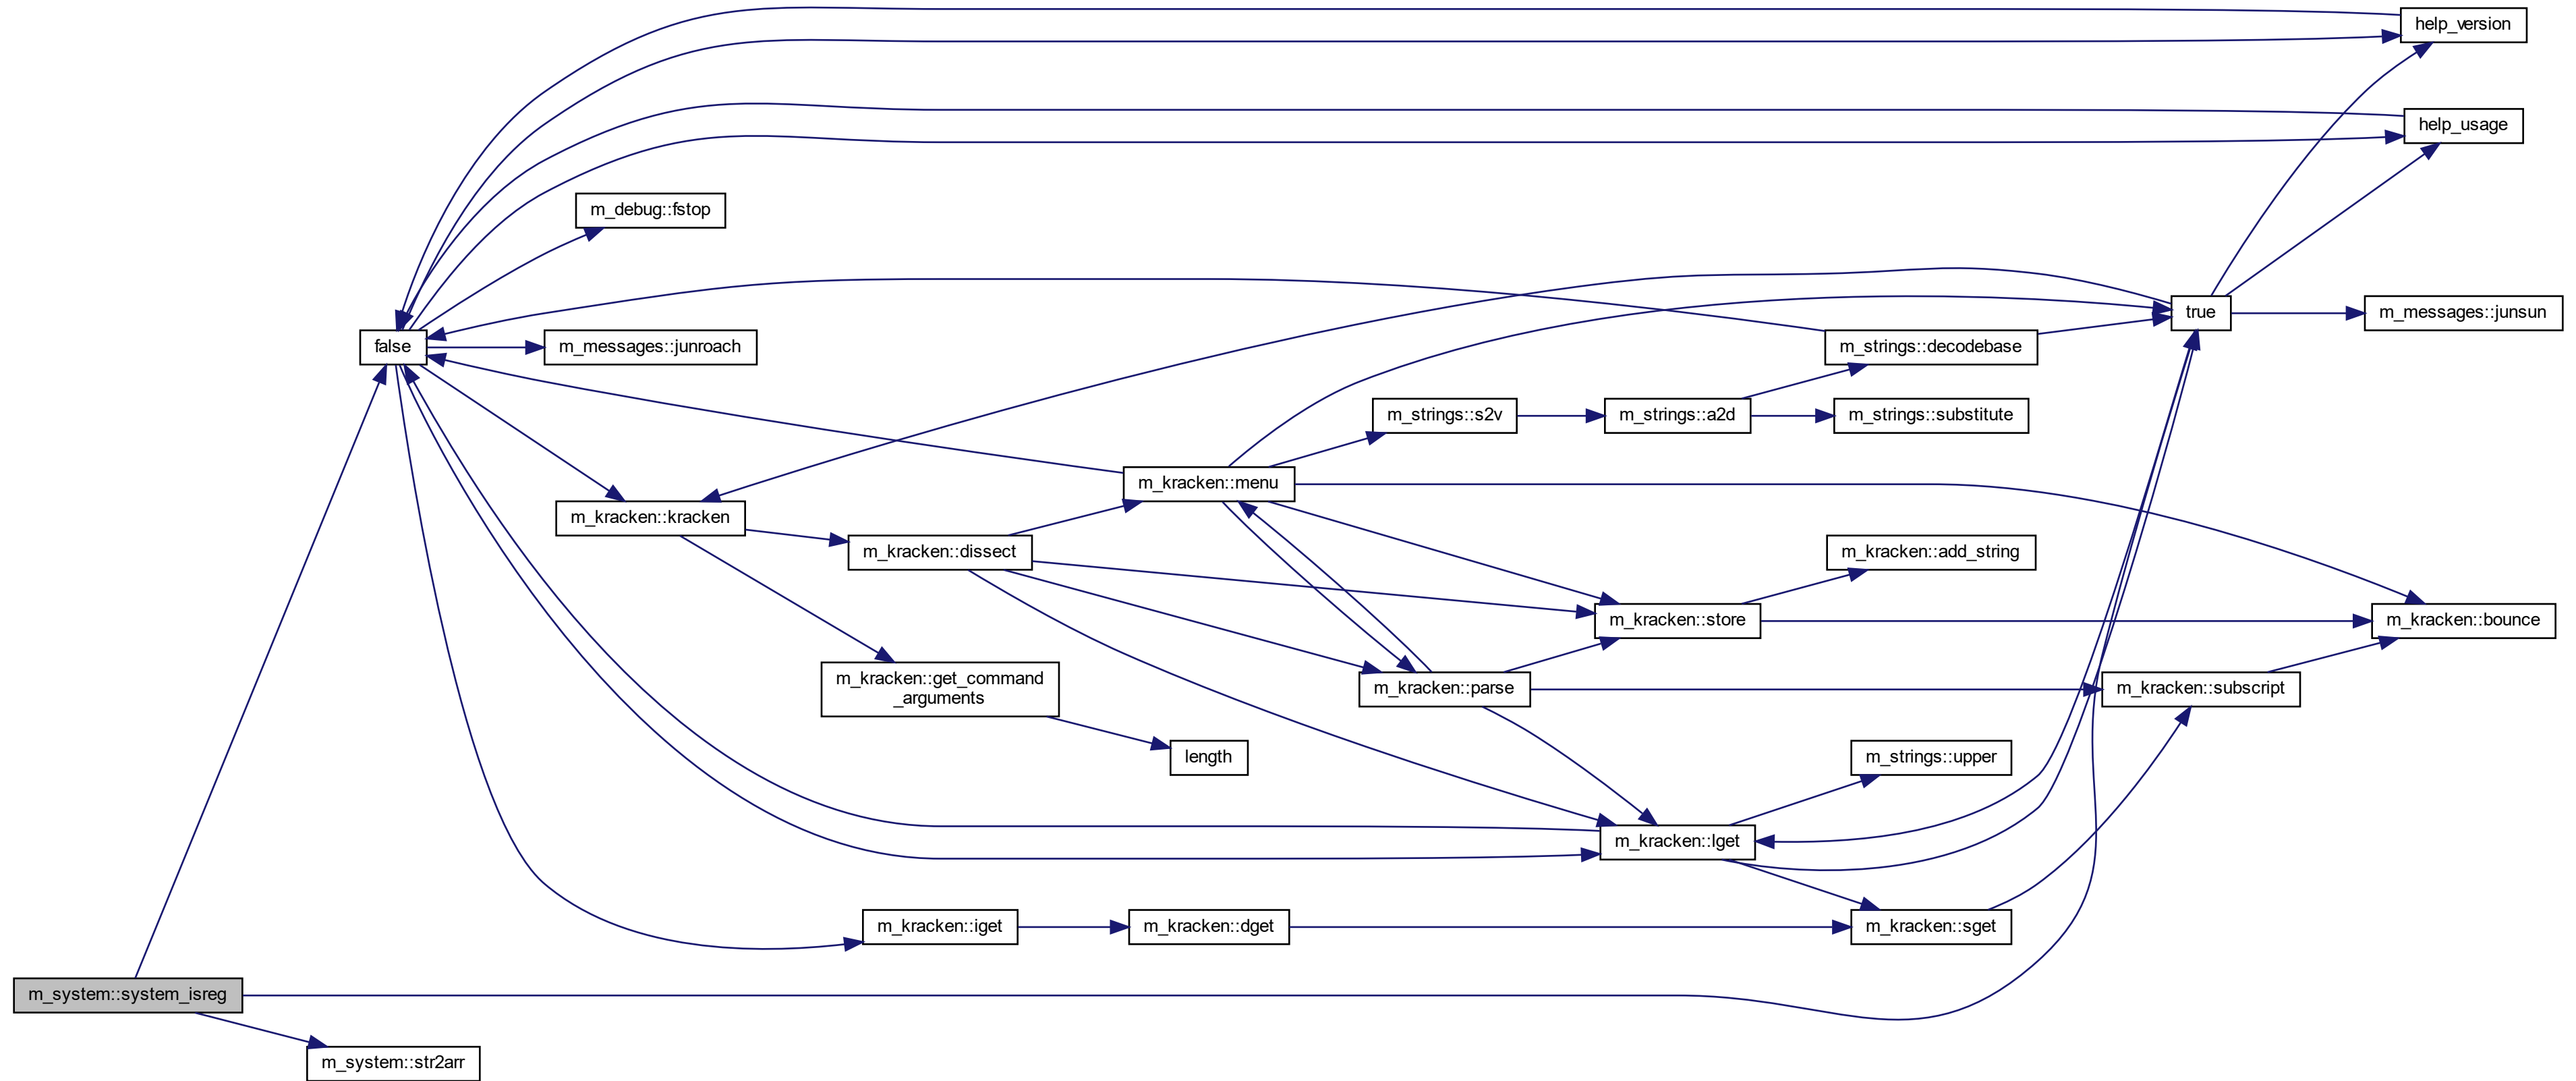 help_version
help_usage
m_debug::fstop
true
m_messages::junsun
false
m_messages::junroach
m_strings::decodebase
m_strings::s2v
m_strings::a2d
m_strings::substitute
m_kracken::menu
m_kracken::kracken
m_kracken::dissect
m_kracken::add_string
m_kracken::store
m_kracken::bounce
m_kracken::get_command
_arguments
m_kracken::parse
m_kracken::subscript
length
m_strings::upper
m_kracken::lget
m_kracken::iget
m_kracken::dget
m_kracken::sget
m_system::system_isreg
m_system::str2arr